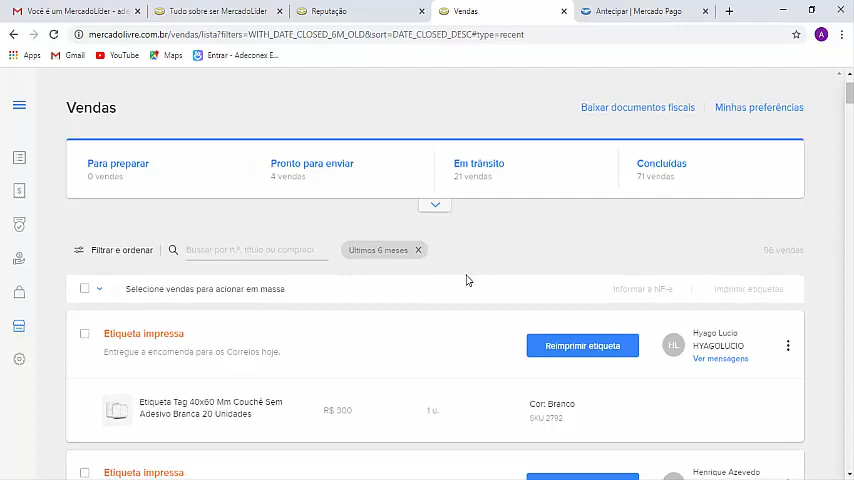 Você é um MercadoLíder - ade
Tudo sobre ser MercadoLíder
Reputação
Vendas
Antecipar | Mercado Pago
mercadolivre.com.br/vendas/lista?filters=WITH_DATE_CLOSED_6M_OLD&sort=DATE_CLOSED_DESC#type=recent
A
Apps
Gmail
YouTube
Maps
Entrar - Adeconex E...
Vendas
Baixar documentos fiscais
Minhas preferências
Para preparar
0 vendas
Pronto para enviar
4 vendas
Em trânsito
21 vendas
Concluídas
71 vendas
Filtrar e ordenar
Buscar por n.º, título ou comprad
Últimos 6 meses
96 vendas
Selecione vendas para acionar em massa
Informar a NF-e
Imprimir etiquetas
Etiqueta impressa
Entregue a encomenda para os Correios hoje.
Reimprimir etiqueta
HL
Hyago Lucio
HYAGOLUCIO
Ver mensagens
Etiqueta Tag 40x60 Mm Couchê Sem
Adesivo Branca 20 Unidades
R$ 300
1 u.
Cor: Branco
SKU 2792
Etiqueta impressa
Henrique Azevedo